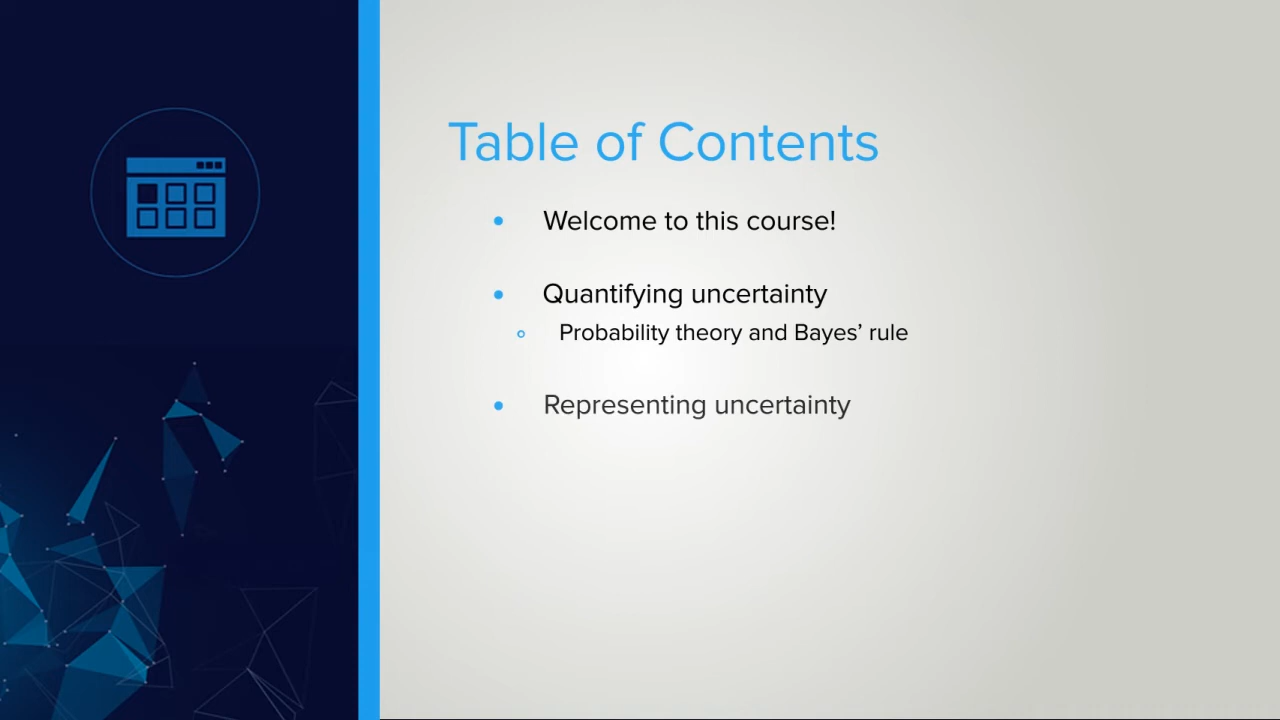 Table of Contents
Welcome to this course!
Quantifying uncertainty
Probability theory and Bayes’ rule
Representing uncertainty